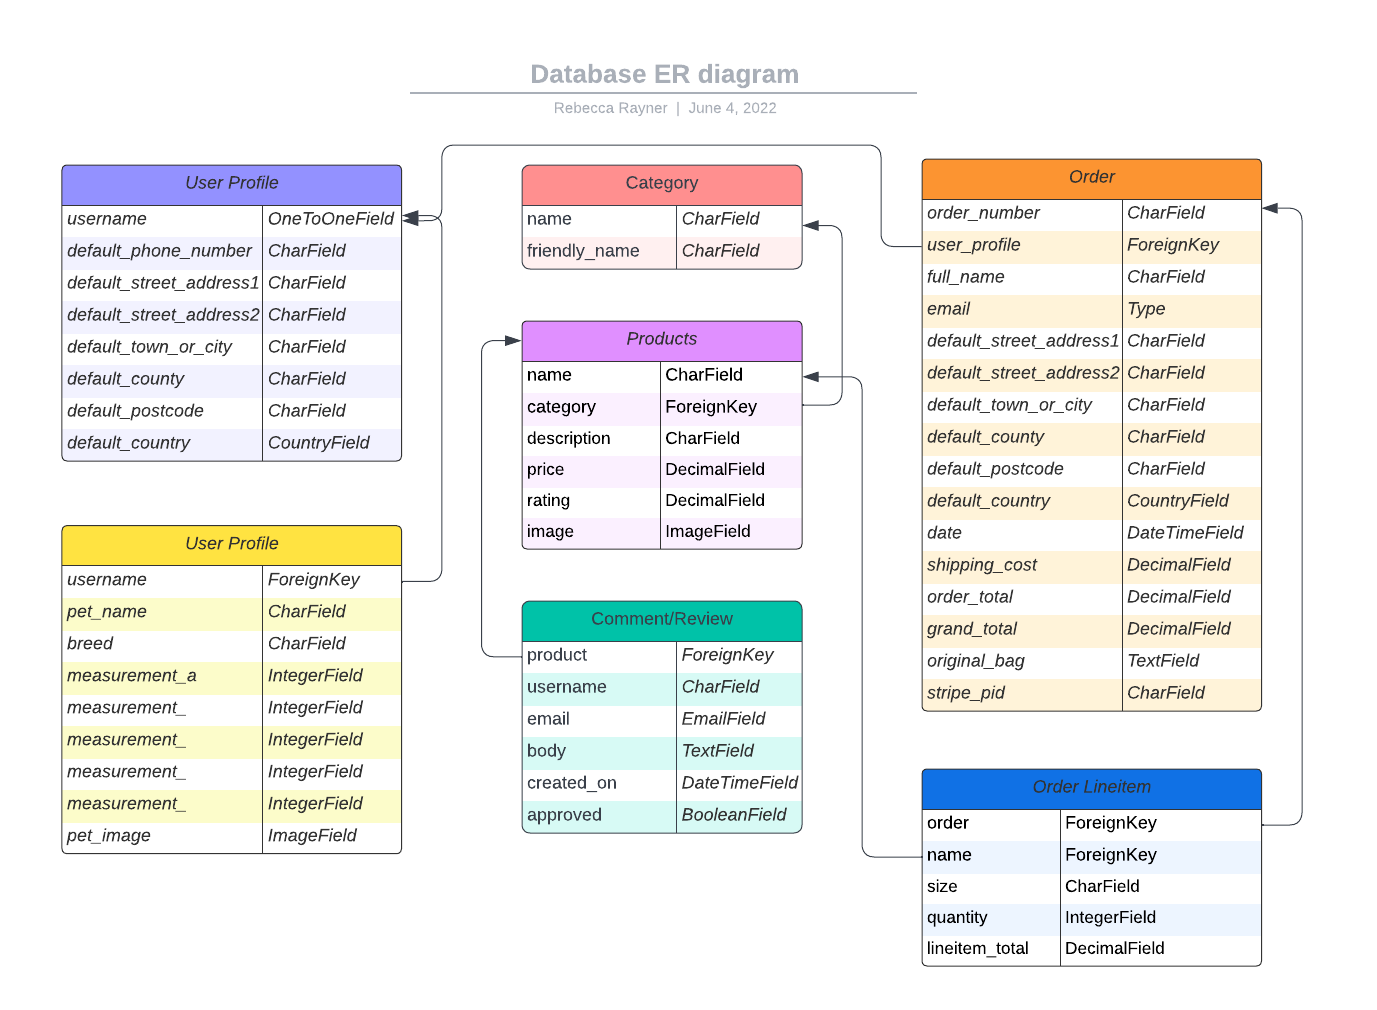 Database ER diagram
Rebecca Rayner | June 4, 2022
User Profile
username OneToOneField
default_phone_number CharField
default_street_address1 CharField
default_street_address2 CharField
default_town_or_city CharField
default_county CharField
default_postcode CharField
default_country CountryField
User Profile
username ForeignKey
pet_name CharField
breed CharField
measurement_a IntegerField
measurement_ IntegerField
measurement_ IntegerField
measurement_ IntegerField
measurement_ IntegerField
pet_image ImageField
Category
name CharField
friendly_name CharField
Products
name CharField
category ForeignKey
description CharField
price DecimalField
rating DecimalField
image ImageField
Comment/Review
product ForeignKey
username CharField
email EmailField
body TextField
created_on DateTimeField
approved BooleanField
Order
order_number CharField
user_profile ForeignKey
full_name CharField
email Type
default_street_address1 CharField
default_street_address2 CharField
default_town_or_city CharField
default_county CharField
default_postcode CharField
default_country CountryField
date DateTimeField
shipping_cost DecimalField
order_total DecimalField
grand_total DecimalField
original_bag TextField
stripe_pid CharField
Order Lineitem
order ForeignKey
name ForeignKey
size CharField
quantity IntegerField
lineitem_total DecimalField